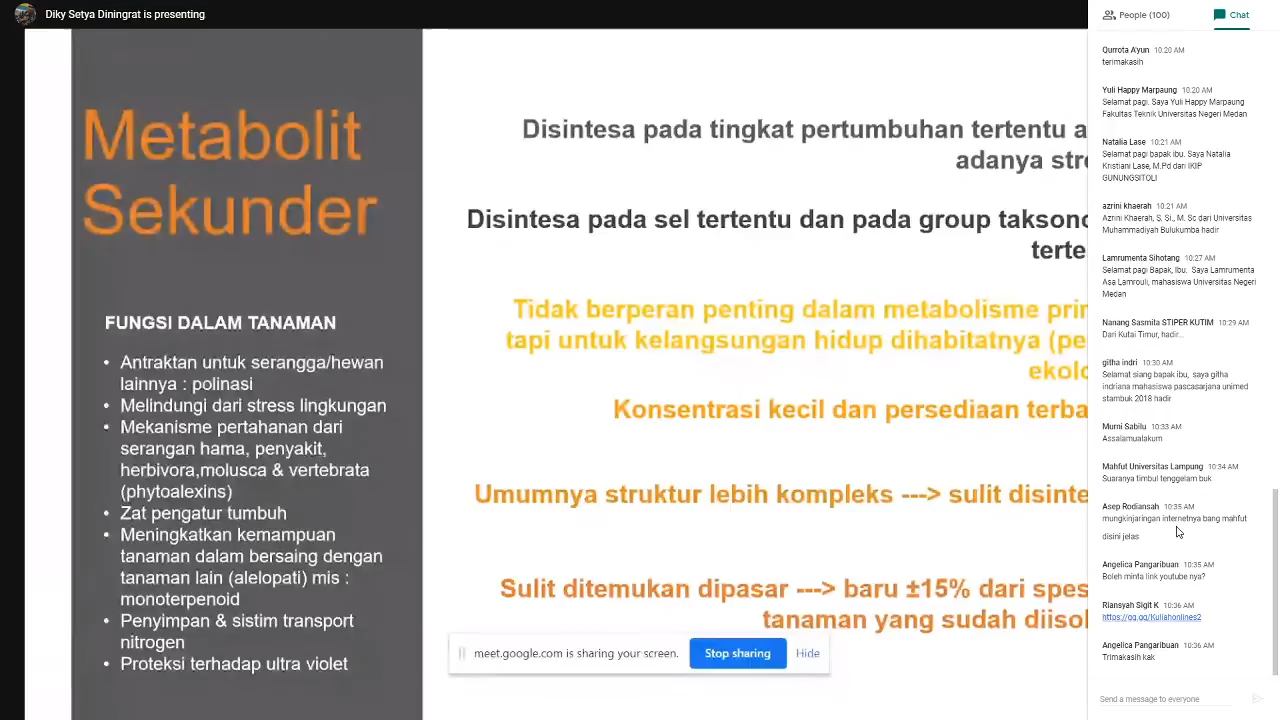 Diky Setya Diningrat is presenting
Metabolit
Sekunder
FUNGSI DALAM TANAMAN
• Antraktan untuk serangga/hewan
lainnya : polinasi
• Melindungi dari stress lingkungan
• Mekanisme pertahanan dari
serangan hama, penyakit,
herbivora,molusca & vertebrata
(phytoalexins)
• Zat pengatur tumbuh
• Meningkatkan kemampuan
tanaman dalam bersaing dengan
tanaman lain (alelopati) mis :
monoterpenoid
• Penyimpan & sistim transport
nitrogen
• Proteksi terhadap ultra violet
Disintesa pada tingkat pertumbuhan tertentu a
adanya stre
Disintesa pada sel tertentu dan pada group taksono
terte
Tidak berperan penting dalam metabolisme prin
tapi untuk kelangsungan hidup dihabitatnya (pe
ekolo
Konsentrasi kecil dan persediaan terba
Umumnya struktur lebih kompleks ---> sulit disinte
Sulit ditemukan dipasar ---> baru ±15% dari spes
tanaman yang sudah diisol
meet.google.com is sharing your screen.
Stop sharing
Hide
People (100)
Chat
Qurrota A'yun 10.20 AM
terimakasih
Yuli Happy Marpaung 10:20 AM
Selamat pagi. Saya Yuli Happy Marpaung
Fakultas Teknik Universitas Negeri Medan
Natalia Lase 10:21 AM
Selamat pagi bapak ibu. Saya Natalia
Kristiani Lase, M.Pd dari IKIP
GUNUNGSITOLI
azrini khaerah 10:21 AM
Azrini Khaerah, S. Si., M. Sc dari Universitas
Muhammadiyah Bulukumba hadir
Lamrumenta Sihotang 10:27 AM
Selamat pagi Bapak, Ibu. Saya Lamrumenta
Asa Lamrouli, mahasiswa Universitas Negeri
Medan
Nanang Sasmita STIPER KUTIM 10:29 AM
Dari Kutai Timur, hadir...
githa indri 10:30 AM
Selamat siang bapak ibu, saya githa
indriana mahasiswa pascasarjana unimed
stambuk 2018 hadir
Murni Sabilu 10:33 AM
Assalamualakum
Mahfut Universitas Lampung 10:34 AM
Suaranya timbul tenggelam buk
Asep Rodiansah 10:35 AM
mungkinjaringan internetnya bang mahfut
disini jelas
Angelica Pangaribuan 10:35 AM
Boleh minta link youtube nya?
Riansyah Sigit K 10:36 AM
https://gg.gg/Kuliahonlines2
Angelica Pangaribuan 10:36 AM
Trimakasih kak
Send a message to everyone